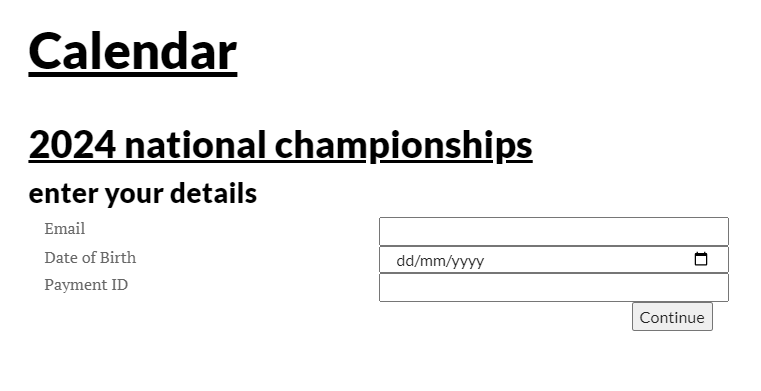 Calendar
2024 national championships
enter your details
Email
Date of Birth dd/mm/yyyy
Payment ID
Continue